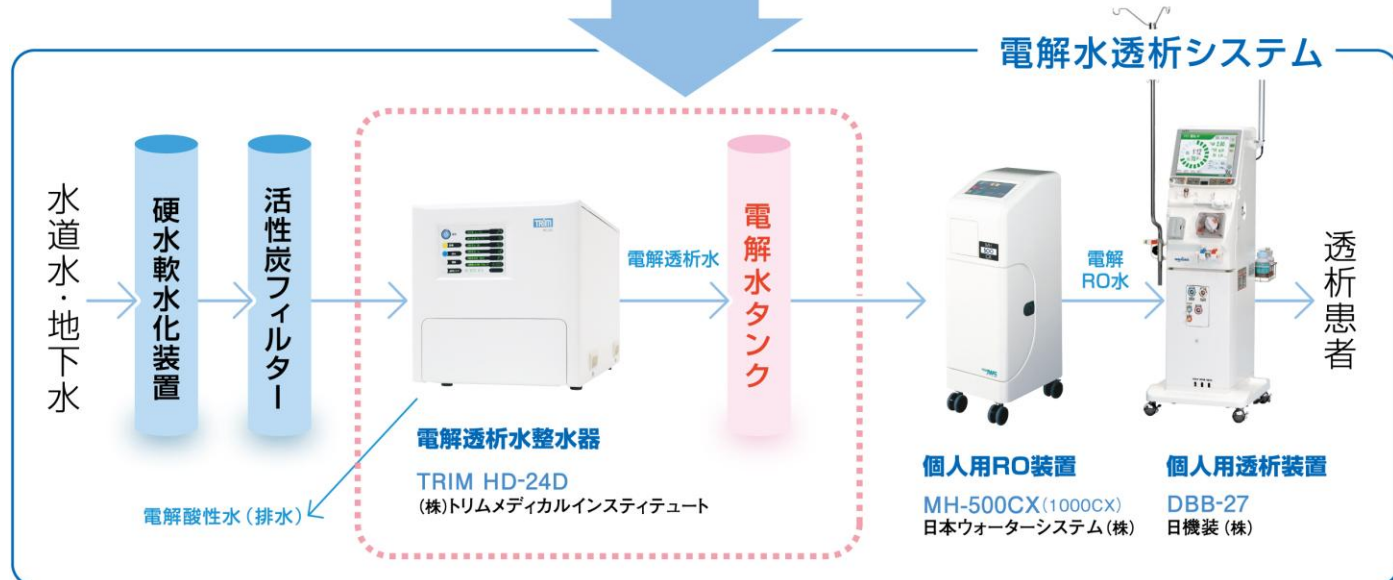 電解水透析システム
水道水・地下水
硬水軟水化装置
活性炭フィルター
TRIM
電解透析水
電解水タンク
電解
RO水
透析患者
電解透析水整水器
TRIM HD-24D
(株)トリムメディカルインスティテュート
電解酸性水(排水)
個人用RO装置
MH-500CX(1000CX)
日本ウォーターシステム(株)
個人用透析装置
DBB-27
日機装(株)